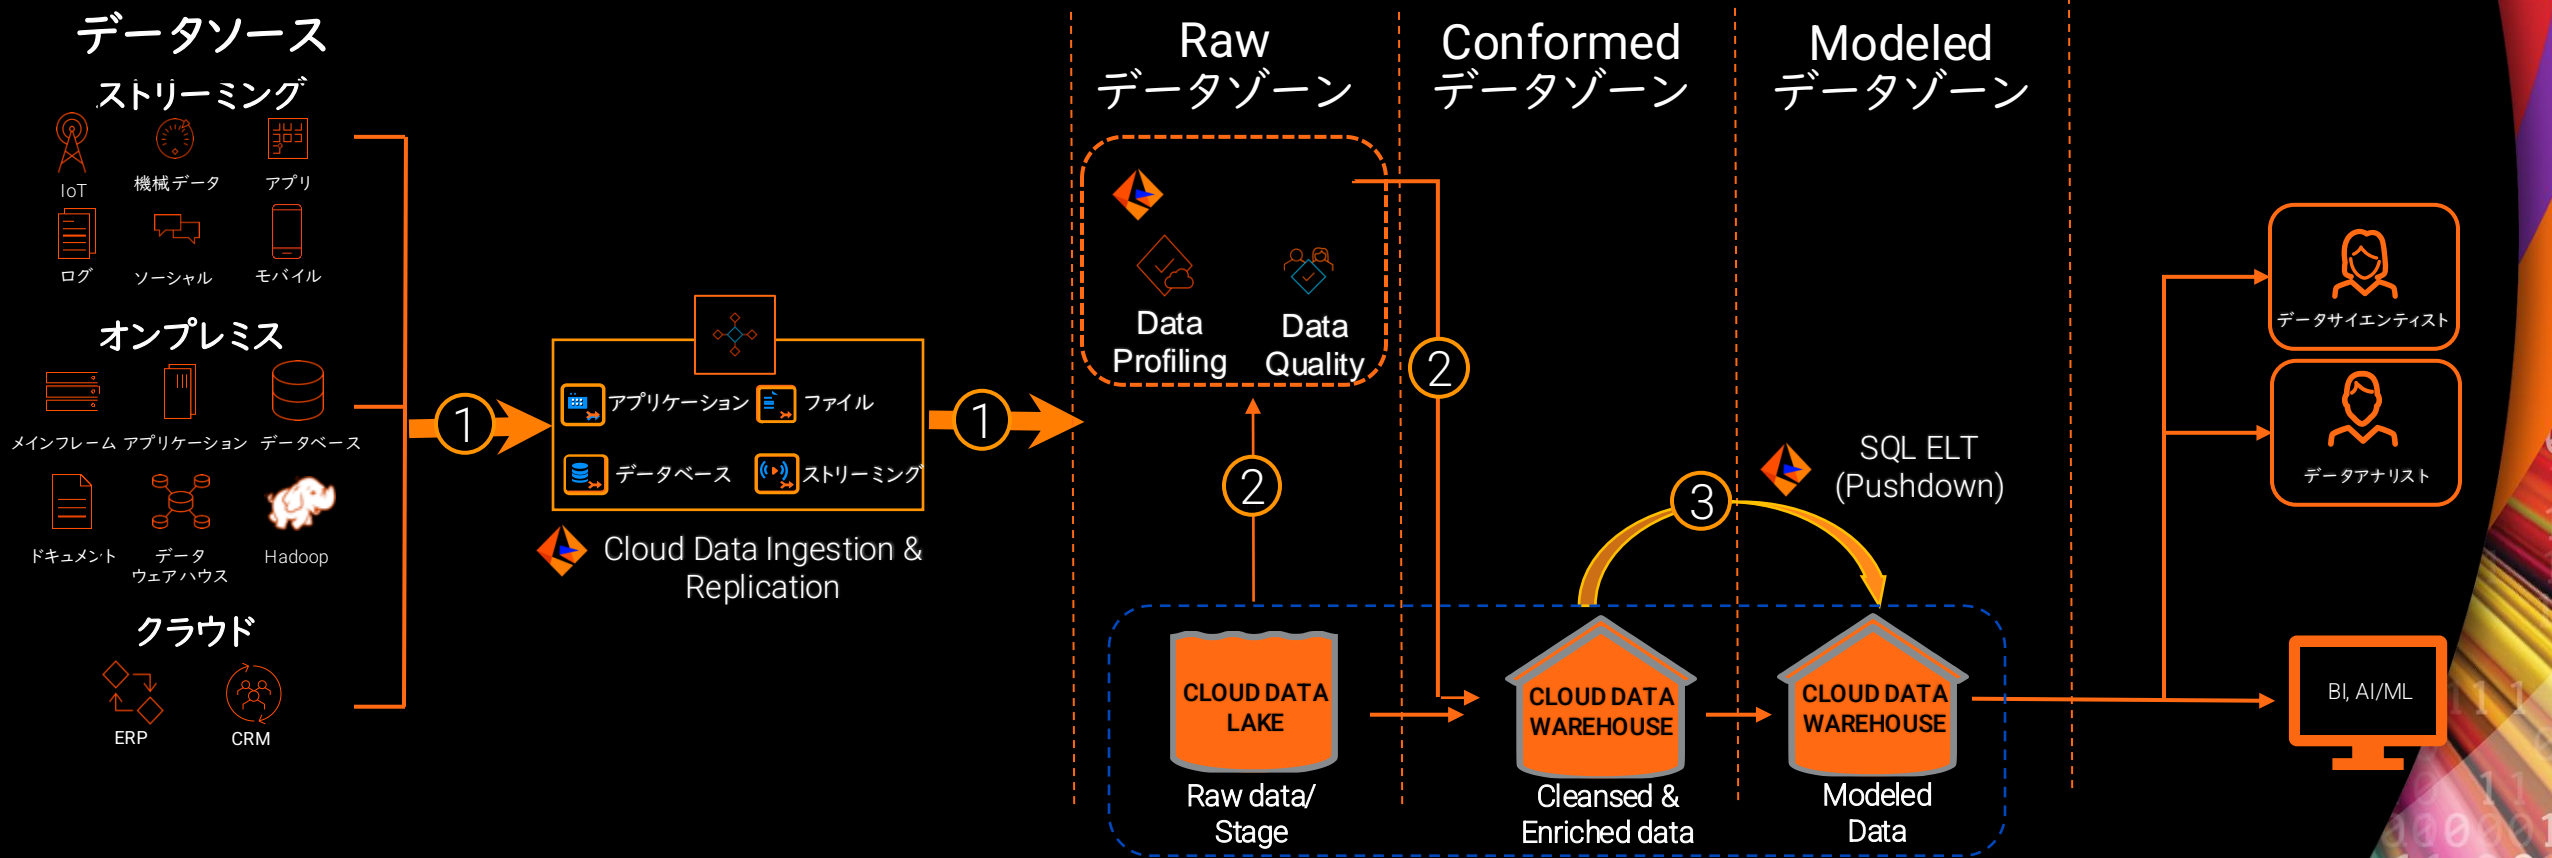 データソース
ストリーミング
IoT
機械データ
アプリ
ログ
ソーシャル
モバイル
オンプレミス
メインフレーム
アプリケーション
データベース
ドキュメント
データ
ウェアハウス
Hadoop
クラウド
ERP
CRM
1
アプリケーション
ファイル
データベース
ストリーミング
Cloud Data Ingestion &
Replication
1
Raw
データゾーン
Data
Profiling
Data
Quality
2
CLOUD DATA
LAKE
Raw data/
Stage
Conformed
データゾーン
2
CLOUD DATA
WAREHOUSE
Cleansed &
Enriched data
3
Modeled
データゾーン
SQL ELT
(Pushdown)
CLOUD DATA
WAREHOUSE
Modeled
Data
データサイエンティスト
データアナリスト
BI, AI/ML